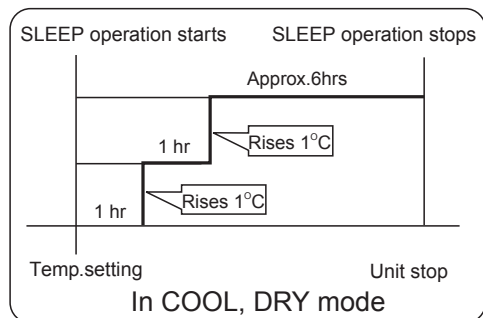 SLEEP operation starts
SLEEP operation stops
Approx.6hrs
Rises 1°C
1 hr
Rises 1°C
1 hr
Temp.setting
Unit stop
In COOL, DRY mode